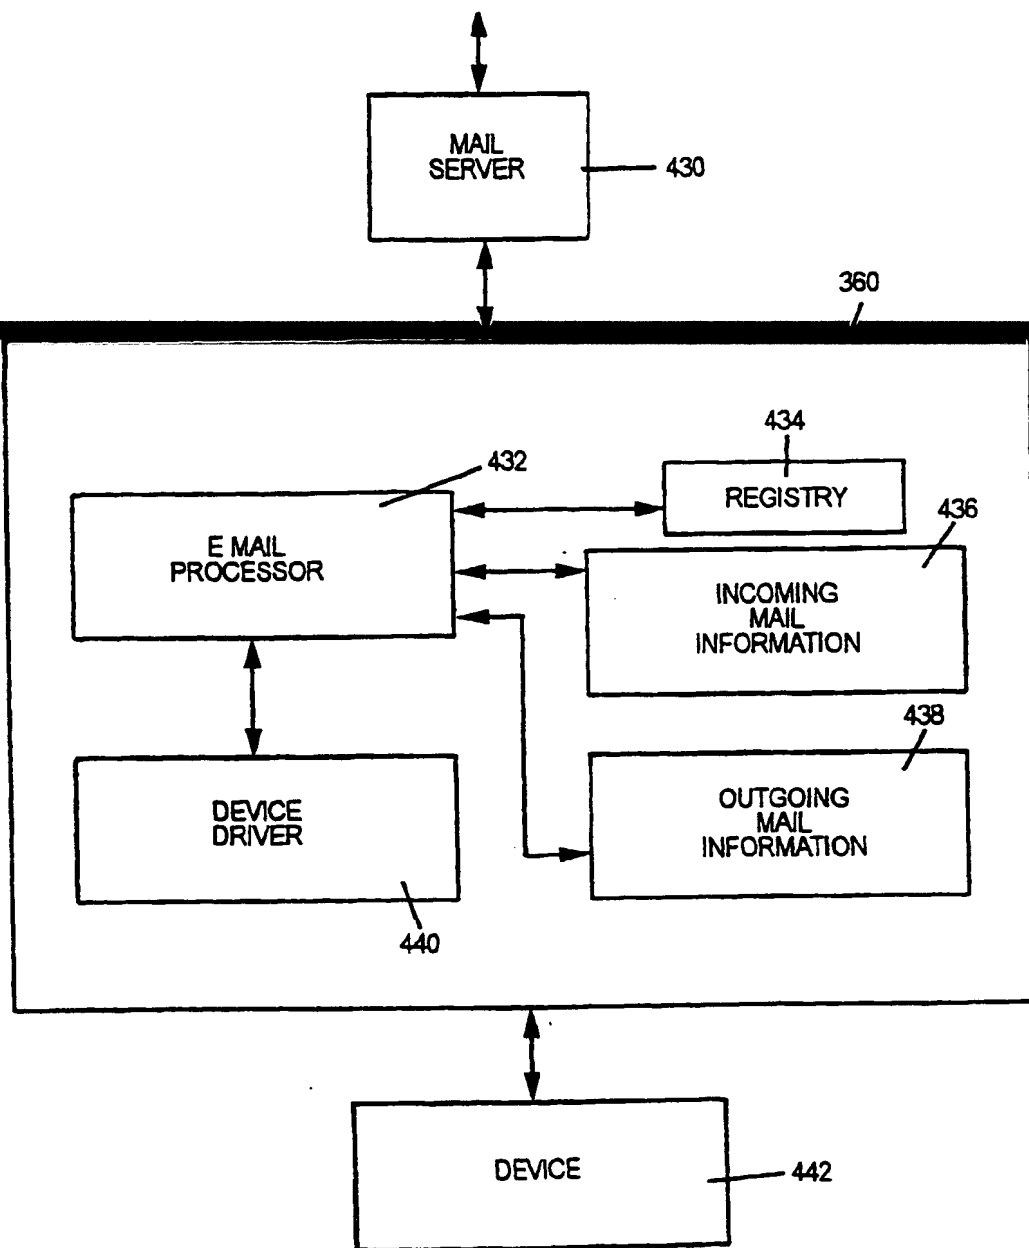 MAIL
SERVER
430
360
434
REGISTRY
432
436
E MAIL
PROCESSOR
INCOMING
MAIL
INFORMATION
438
DEVICE
DRIVER
OUTGOING
MAIL
INFORMATION
440
DEVICE
442